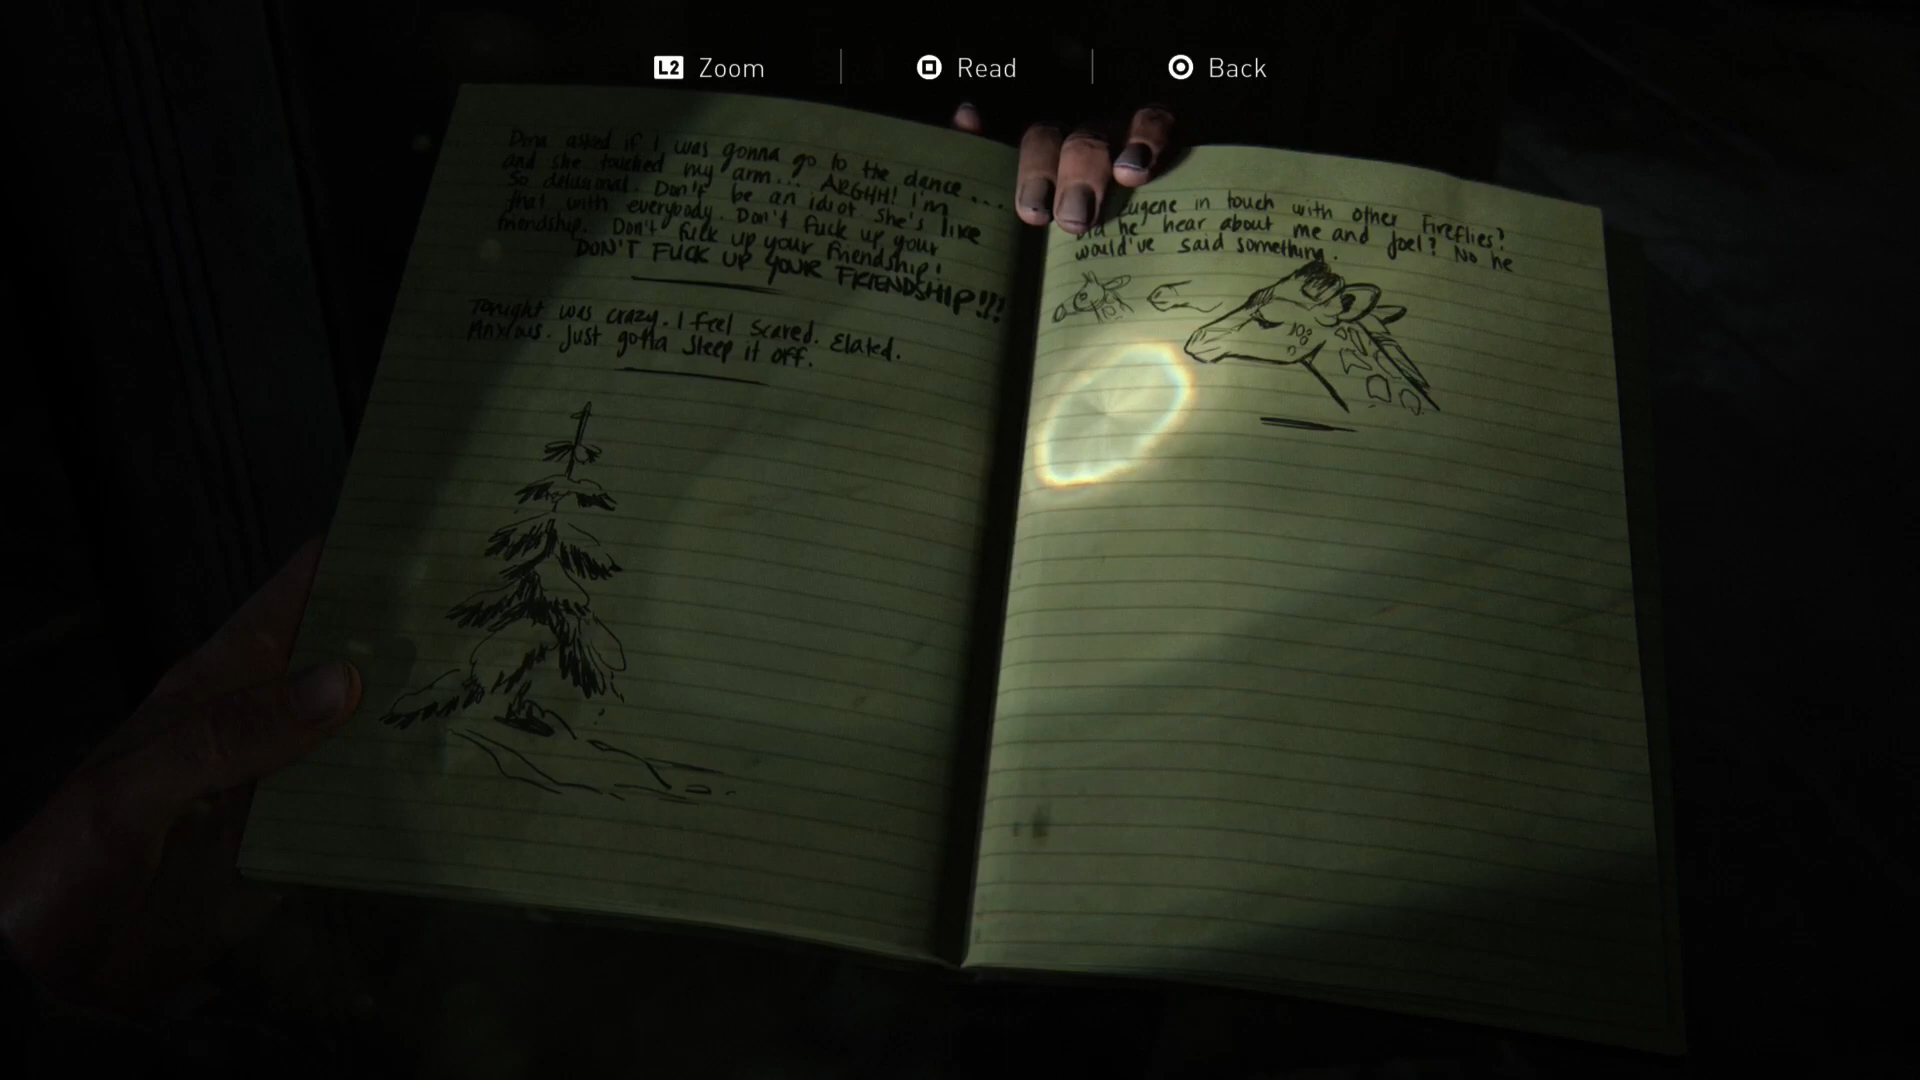 L2 Zoom
Read
Back
Dina asked if I was gonna go to the dance...
and she touched my arm... ARGHH! I'm
so delusional. Don't be an idiot. She's like
that with everybody. Don't fuck up your
friendship. Don't fuck up your friendship!
DON'T FUCK UP YOUR FRIENDSHIP!!!
Tonight was crazy. I feel scared. Elated.
Anxious. Just gotta sleep it off.
Eugene in touch with other Fireflies?
Did he hear about me and Joel? No he
would've said something.